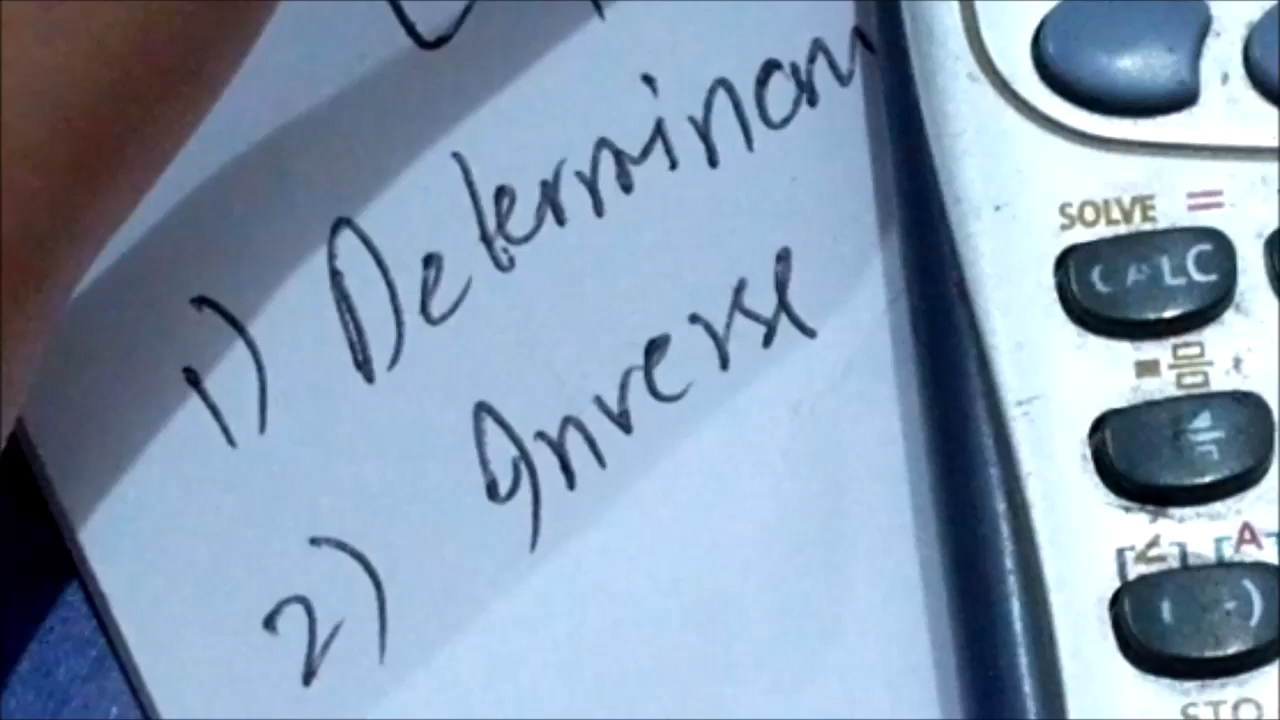 1) Determinan
2) Inverse
SOLVE =
CALC
[A
(-)
STO